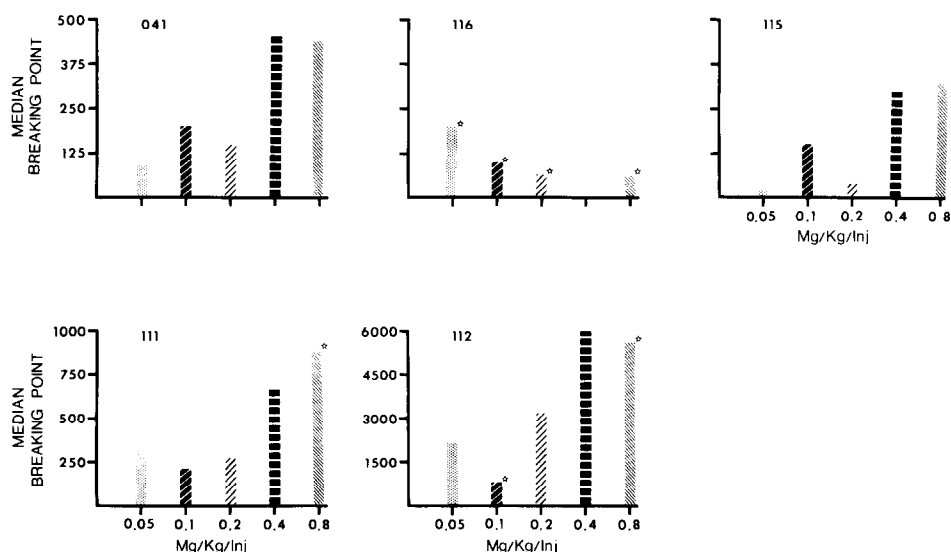 MEDIAN
BREAKING POINT
500
375
250
125
041
116
115
0.05 0.1 0.2 0.4 0.8
Mg/Kg/Inj
MEDIAN
BREAKING POINT
1000
750
500
250
111
0.05 0.1 0.2 0.4 0.8
Mg/Kg/Inj
6000
4500
3000
1500
112
0.05 0.1 0.2 0.4 0.8
Mg/Kg/Inj